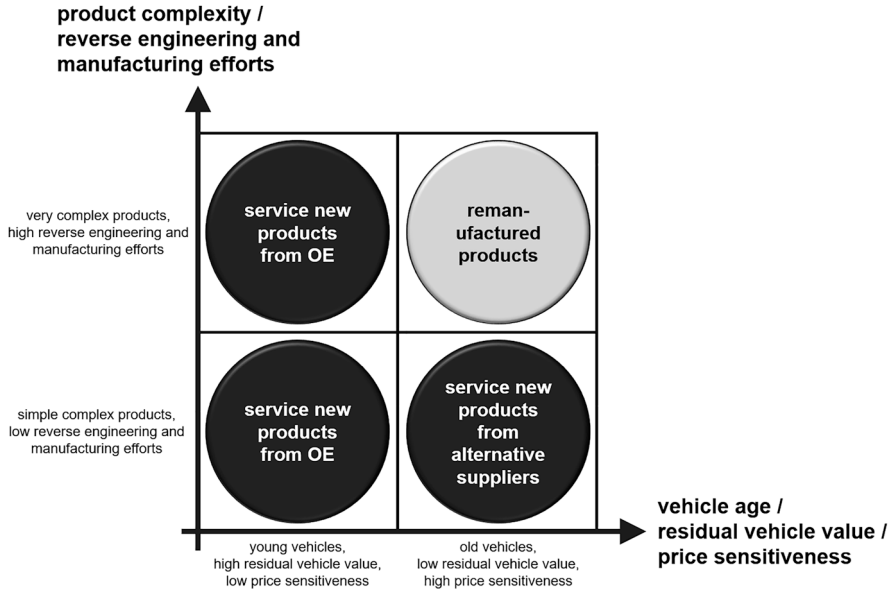 product complexity /
reverse engineering and
manufacturing efforts
very complex products,
high reverse engineering and
manufacturing efforts
service new
products
from OE
reman-
ufactured
products
simple complex products,
low reverse engineering and
manufacturing efforts
service new
products
from OE
service new
products
from
alternative
suppliers
vehicle age /
residual vehicle value /
price sensitiveness
young vehicles,
high residual vehicle value,
low price sensitiveness
old vehicles,
low residual vehicle value,
high price sensitiveness